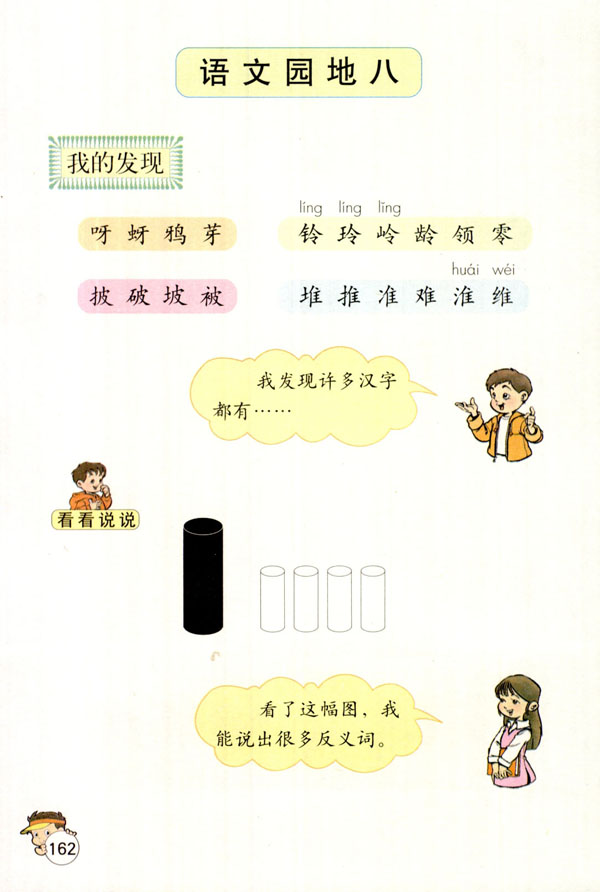 语文园地八
我的发现
líng líng lǐng
呀 蚜 鸦 芽
铃 玲 岭 龄 领 零
huái wéi
披 破 坡 被
堆 推 准 难 淮 维
我发现许多汉字
都有……
看看说说
看了这幅图，我
能说出很多反义词。
162